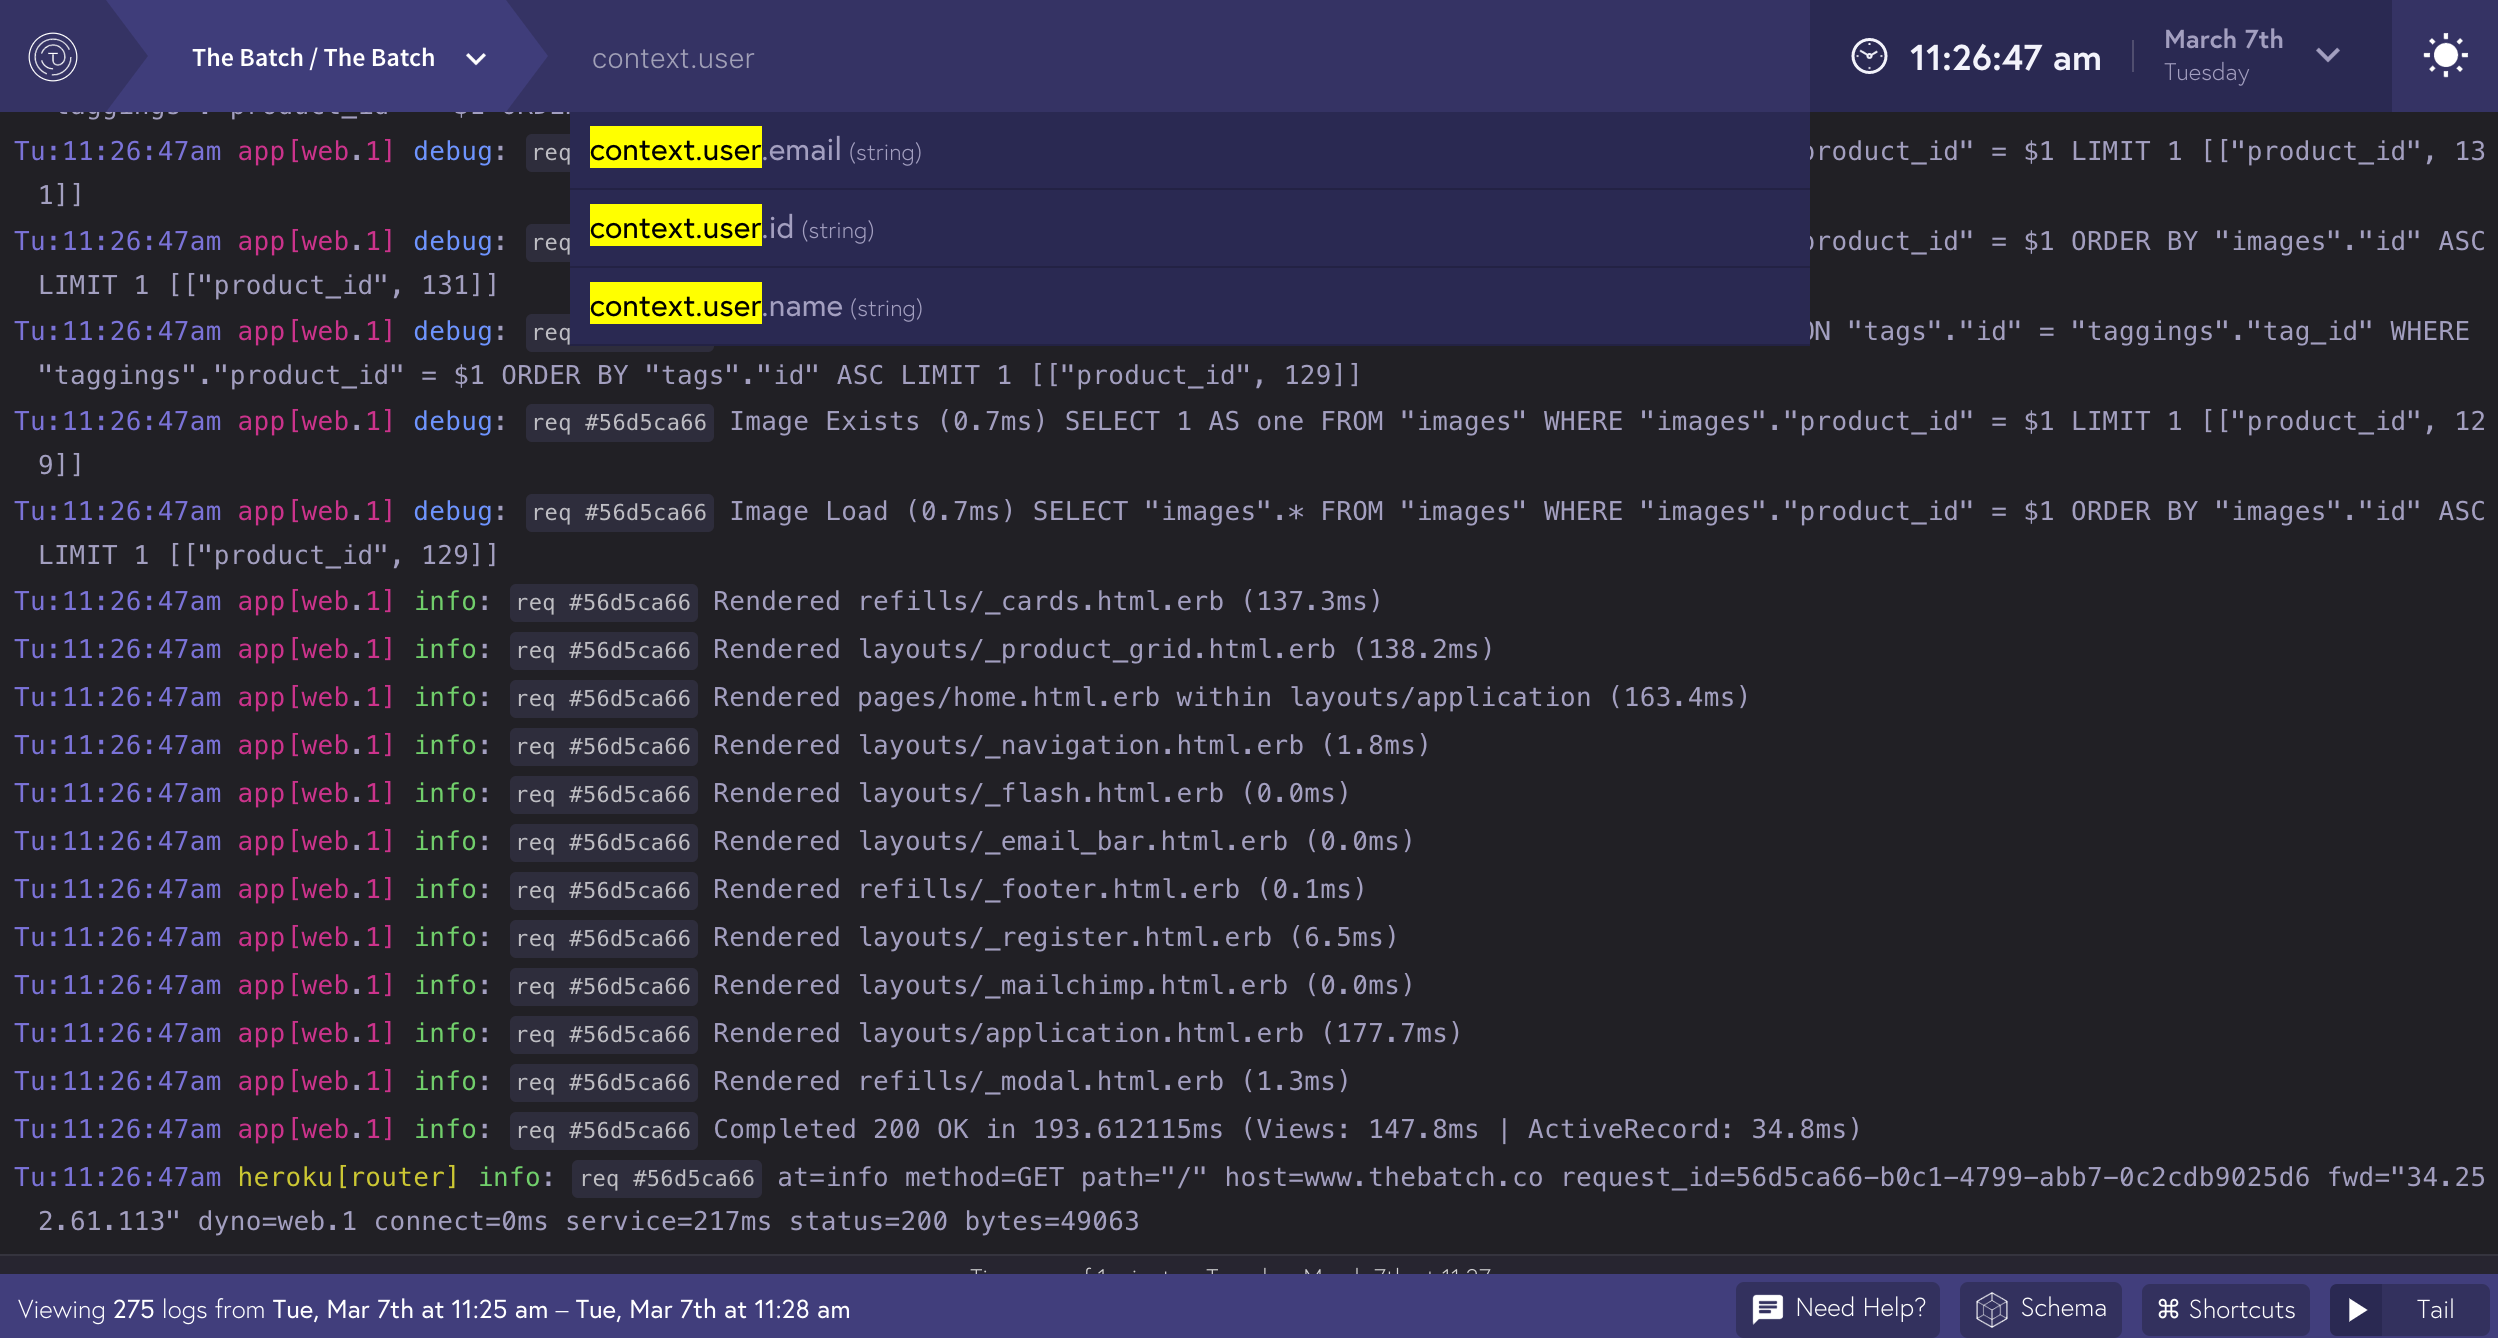 The Batch / The Batch
context.user
11:26:47 am
March 7th
Tuesday
context.user.email (string)
context.user.id (string)
context.user.name (string)
"taggings"."product_id" = $1 ORDER
Tu:11:26:47am app[web.1] debug: req product_id" = $1 LIMIT 1 [["product_id", 13
1]]
Tu:11:26:47am app[web.1] debug: req product_id" = $1 ORDER BY "images"."id" ASC
LIMIT 1 [["product_id", 131]]
Tu:11:26:47am app[web.1] debug: req ON "tags"."id" = "taggings"."tag_id" WHERE
"taggings"."product_id" = $1 ORDER BY "tags"."id" ASC LIMIT 1 [["product_id", 129]]
Tu:11:26:47am app[web.1] debug: req #56d5ca66 Image Exists (0.7ms) SELECT 1 AS one FROM "images" WHERE "images"."product_id" = $1 LIMIT 1 [["product_id", 12
9]]
Tu:11:26:47am app[web.1] debug: req #56d5ca66 Image Load (0.7ms) SELECT "images".* FROM "images" WHERE "images"."product_id" = $1 ORDER BY "images"."id" ASC
LIMIT 1 [["product_id", 129]]
Tu:11:26:47am app[web.1] info: req #56d5ca66 Rendered refills/_cards.html.erb (137.3ms)
Tu:11:26:47am app[web.1] info: req #56d5ca66 Rendered layouts/_product_grid.html.erb (138.2ms)
Tu:11:26:47am app[web.1] info: req #56d5ca66 Rendered pages/home.html.erb within layouts/application (163.4ms)
Tu:11:26:47am app[web.1] info: req #56d5ca66 Rendered layouts/_navigation.html.erb (1.8ms)
Tu:11:26:47am app[web.1] info: req #56d5ca66 Rendered layouts/_flash.html.erb (0.0ms)
Tu:11:26:47am app[web.1] info: req #56d5ca66 Rendered layouts/_email_bar.html.erb (0.0ms)
Tu:11:26:47am app[web.1] info: req #56d5ca66 Rendered refills/_footer.html.erb (0.1ms)
Tu:11:26:47am app[web.1] info: req #56d5ca66 Rendered layouts/_register.html.erb (6.5ms)
Tu:11:26:47am app[web.1] info: req #56d5ca66 Rendered layouts/_mailchimp.html.erb (0.0ms)
Tu:11:26:47am app[web.1] info: req #56d5ca66 Rendered layouts/application.html.erb (177.7ms)
Tu:11:26:47am app[web.1] info: req #56d5ca66 Rendered refills/_modal.html.erb (1.3ms)
Tu:11:26:47am app[web.1] info: req #56d5ca66 Completed 200 OK in 193.612115ms (Views: 147.8ms | ActiveRecord: 34.8ms)
Tu:11:26:47am heroku[router] info: req #56d5ca66 at=info method=GET path="/" host=www.thebatch.co request_id=56d5ca66-b0c1-4799-abb7-0c2cdb9025d6 fwd="34.25
2.61.113" dyno=web.1 connect=0ms service=217ms status=200 bytes=49063
Viewing 275 logs from Tue, Mar 7th at 11:25 am – Tue, Mar 7th at 11:28 am
Need Help?
Schema
⌘ Shortcuts
Tail